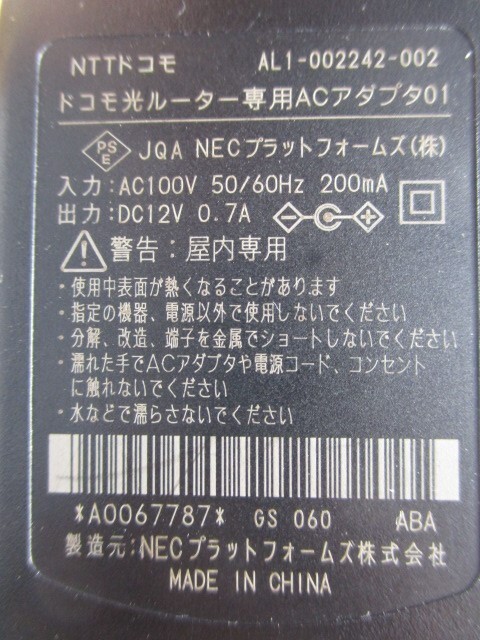 NTTドコモ AL1-002242-002
ドコモ光ルーター専用ACアダプタ01
PSE JQA NECプラットフォームズ(株)
入力:AC100V 50/60Hz 200mA
出力:DC12V 0.7A
警告:屋内専用
・使用中表面が熱くなることがあります
・指定の機器、電源以外で使用しないでください
・分解、改造、端子を金属でショートしないでください
・濡れた手でACアダプタや電源コード、コンセント
に触れないでください
・水などで濡らさないでください
*A0067787* GS 060 ABA
製造元:NECプラットフォームズ株式会社
MADE IN CHINA